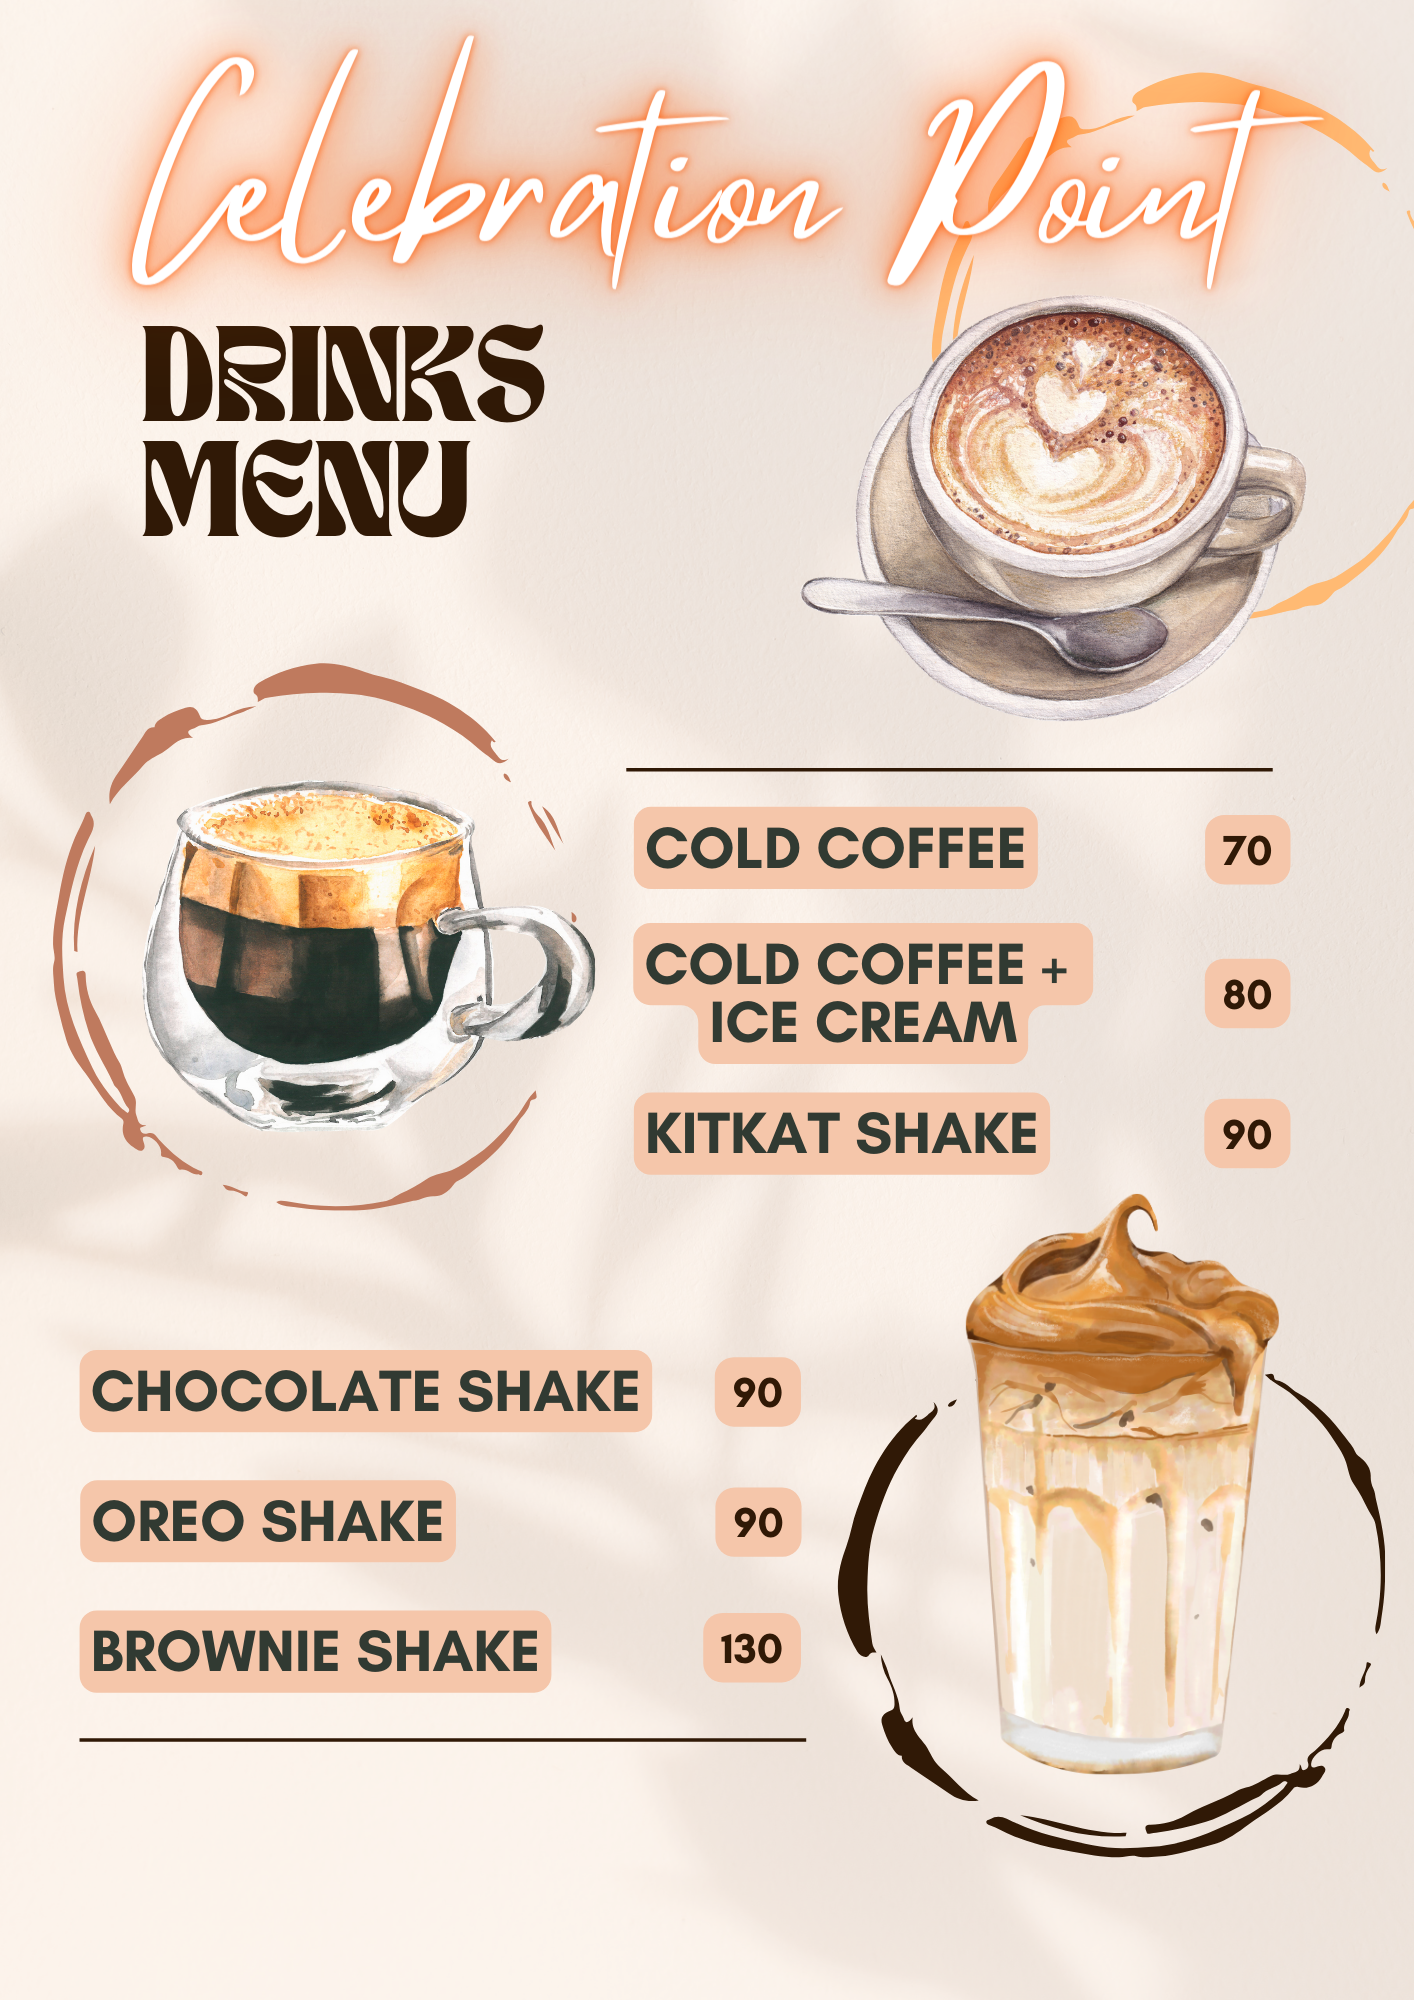 Celebration Point
DRINKS
MENU
COLD COFFEE 70
COLD COFFEE +
ICE CREAM 80
KITKAT SHAKE 90
CHOCOLATE SHAKE 90
OREO SHAKE 90
BROWNIE SHAKE 130